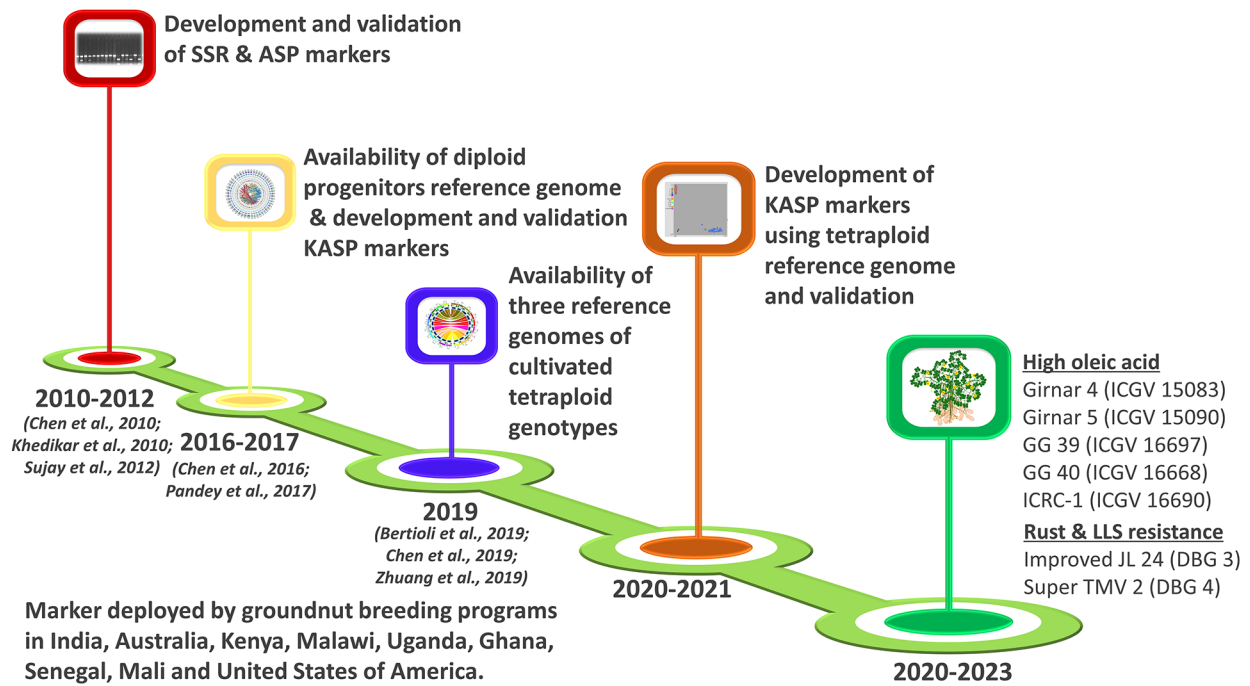 Development and validation
of SSR & ASP markers
Availability of diploid
progenitors reference genome
& development and validation
KASP markers
Availability of
three reference
genomes of
cultivated
tetraploid
genotypes
Development of
KASP markers
using tetraploid
reference genome
and validation
High oleic acid
Girnar 4 (ICGV 15083)
Girnar 5 (ICGV 15090)
GG 39 (ICGV 16697)
GG 40 (ICGV 16668)
ICRC-1 (ICGV 16690)
Rust & LLS resistance
Improved JL 24 (DBG 3)
Super TMV 2 (DBG 4)
2010-2012
(Chen et al., 2010;
Khedikar et al., 2010;
Sujay et al., 2012)
2016-2017
(Chen et al., 2016;
Pandey et al., 2017)
2019
(Bertioli et al., 2019;
Chen et al., 2019;
Zhuang et al., 2019)
2020-2021
2020-2023
Marker deployed by groundnut breeding programs
in India, Australia, Kenya, Malawi, Uganda, Ghana,
Senegal, Mali and United States of America.